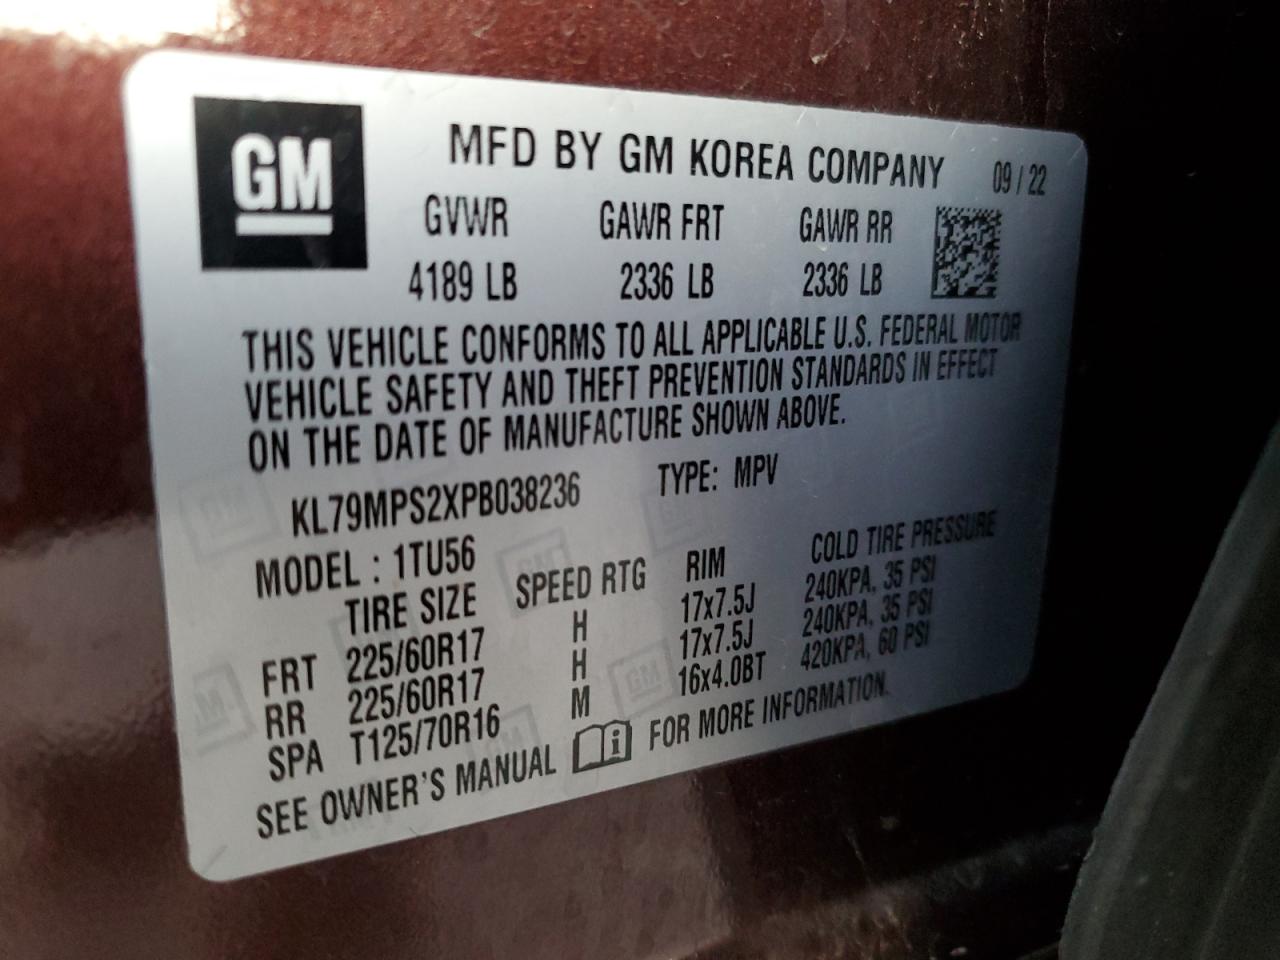 GM
MFD BY GM KOREA COMPANY 09 / 22
GVWR GAWR FRT GAWR RR
4189 LB 2336 LB 2336 LB
THIS VEHICLE CONFORMS TO ALL APPLICABLE U.S. FEDERAL MOTOR
VEHICLE SAFETY AND THEFT PREVENTION STANDARDS IN EFFECT
ON THE DATE OF MANUFACTURE SHOWN ABOVE.
KL79MPS2XPB038236 TYPE: MPV
MODEL : 1TU56
TIRE SIZE SPEED RTG RIM COLD TIRE PRESSURE
FRT 225/60R17 H 17x7.5J 240KPA, 35 PSI
RR 225/60R17 H 17x7.5J 240KPA, 35 PSI
SPA T125/70R16 M 16x4.0BT 420KPA, 60 PSI
SEE OWNER'S MANUAL i FOR MORE INFORMATION.